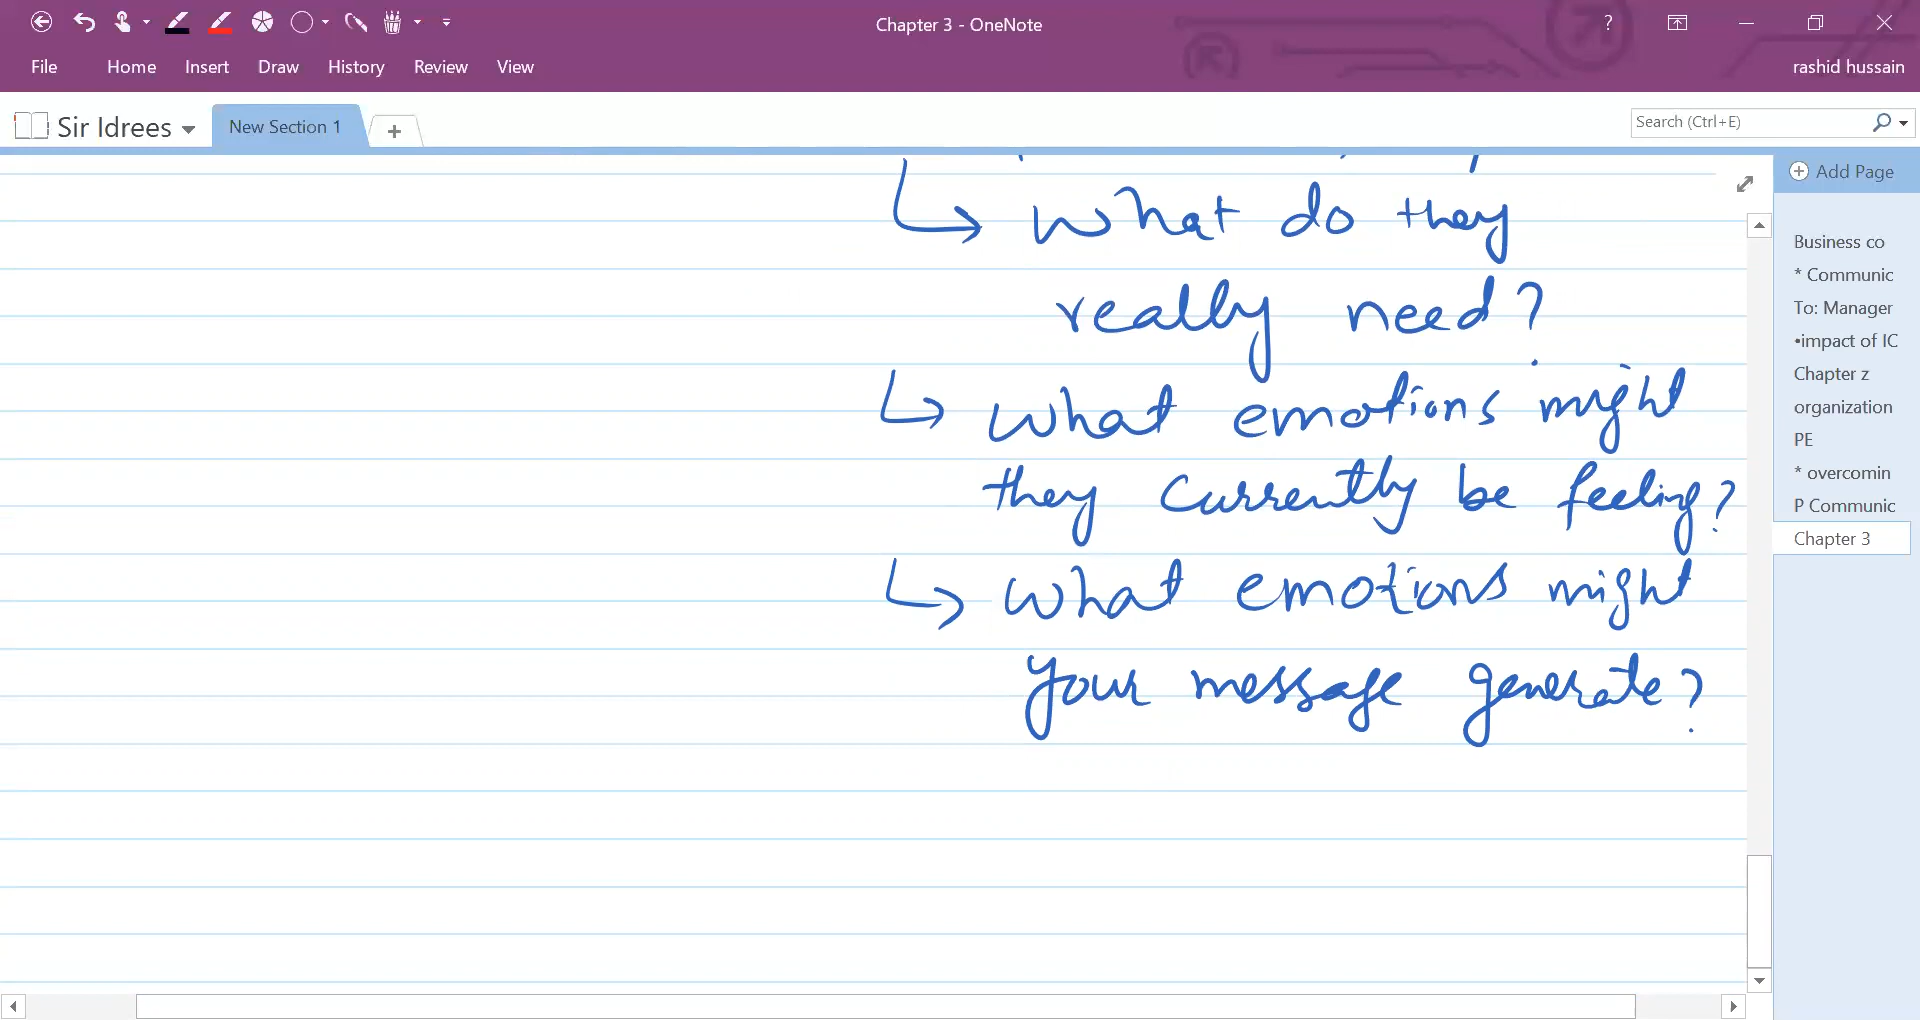 Chapter 3 - OneNote
?
File Home Insert Draw History Review View
rashid hussain
Sir Idrees
New Section 1
+
Search (Ctrl+E)
Add Page
↳ what do they
really need?
↳ what emotions might
they currently be feeling?
↳ what emotions might
your message generate?
Business co
* Communic
To: Manager
•impact of IC
Chapter z
organization
PE
* overcomin
P Communic
Chapter 3